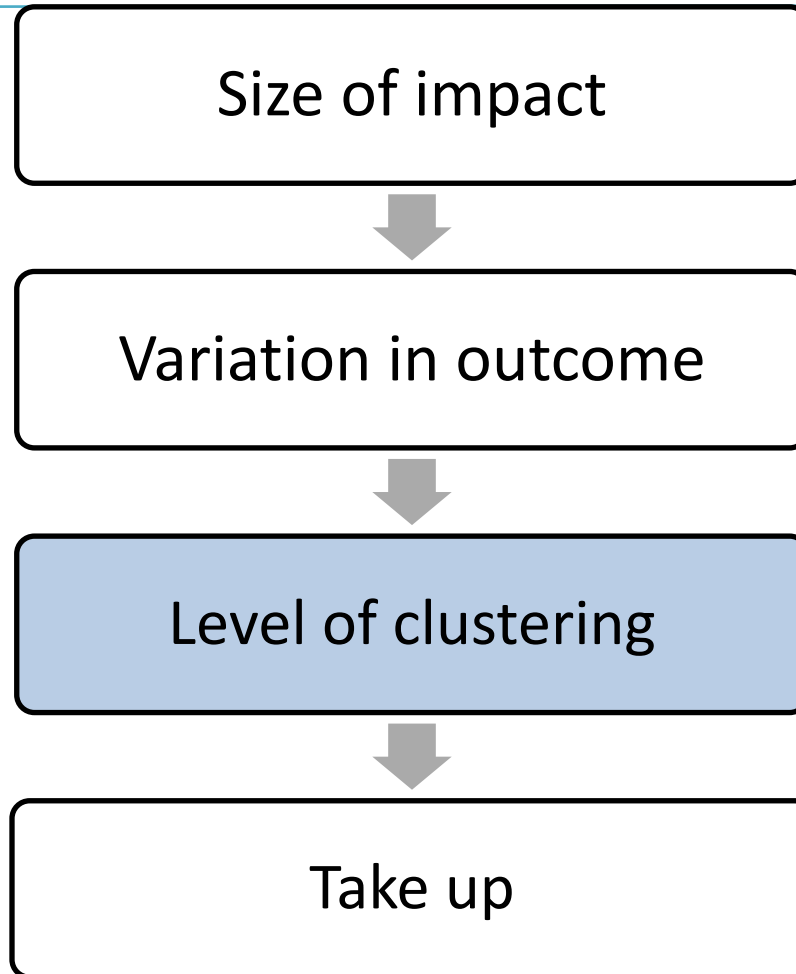 Size of impact
Variation in outcome
Level of clustering
Take up